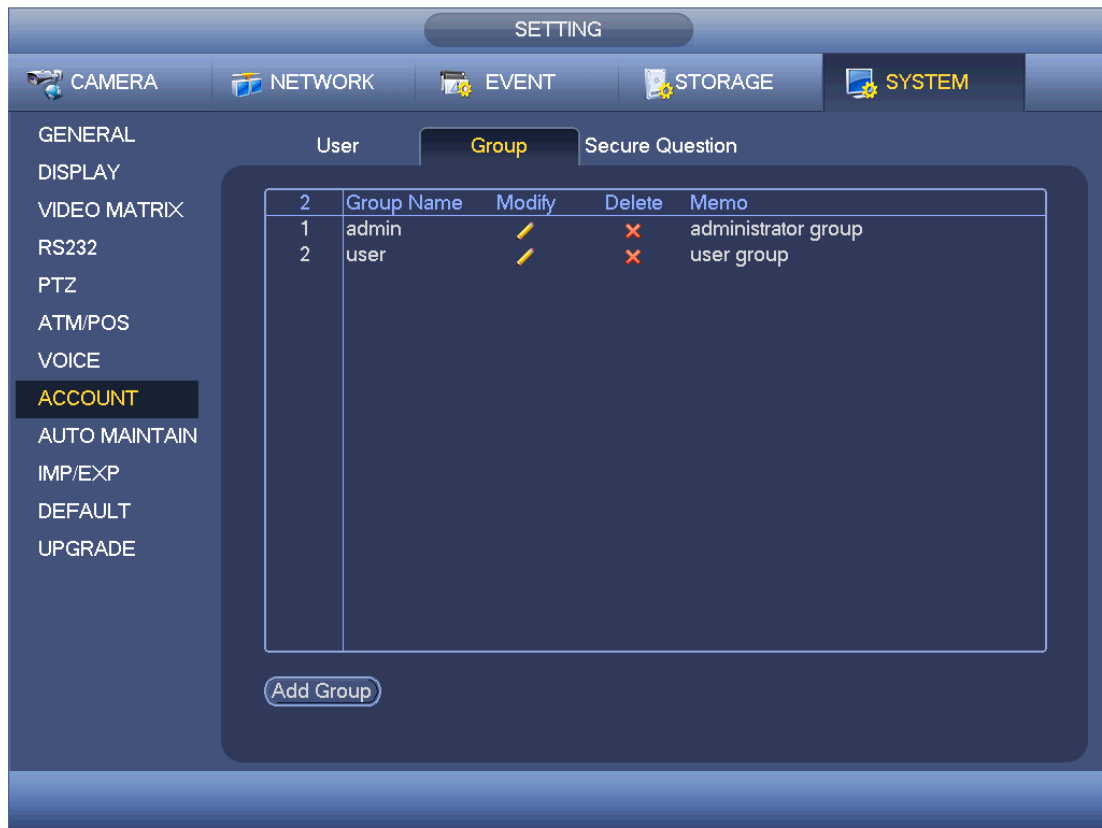 SETTING
CAMERA NETWORK EVENT STORAGE SYSTEM
GENERAL
DISPLAY
VIDEO MATRIX
RS232
PTZ
ATM/POS
VOICE
ACCOUNT
AUTO MAINTAIN
IMP/EXP
DEFAULT
UPGRADE
User Group Secure Question
2 Group Name Modify Delete Memo
1 admin administrator group
2 user user group
Add Group